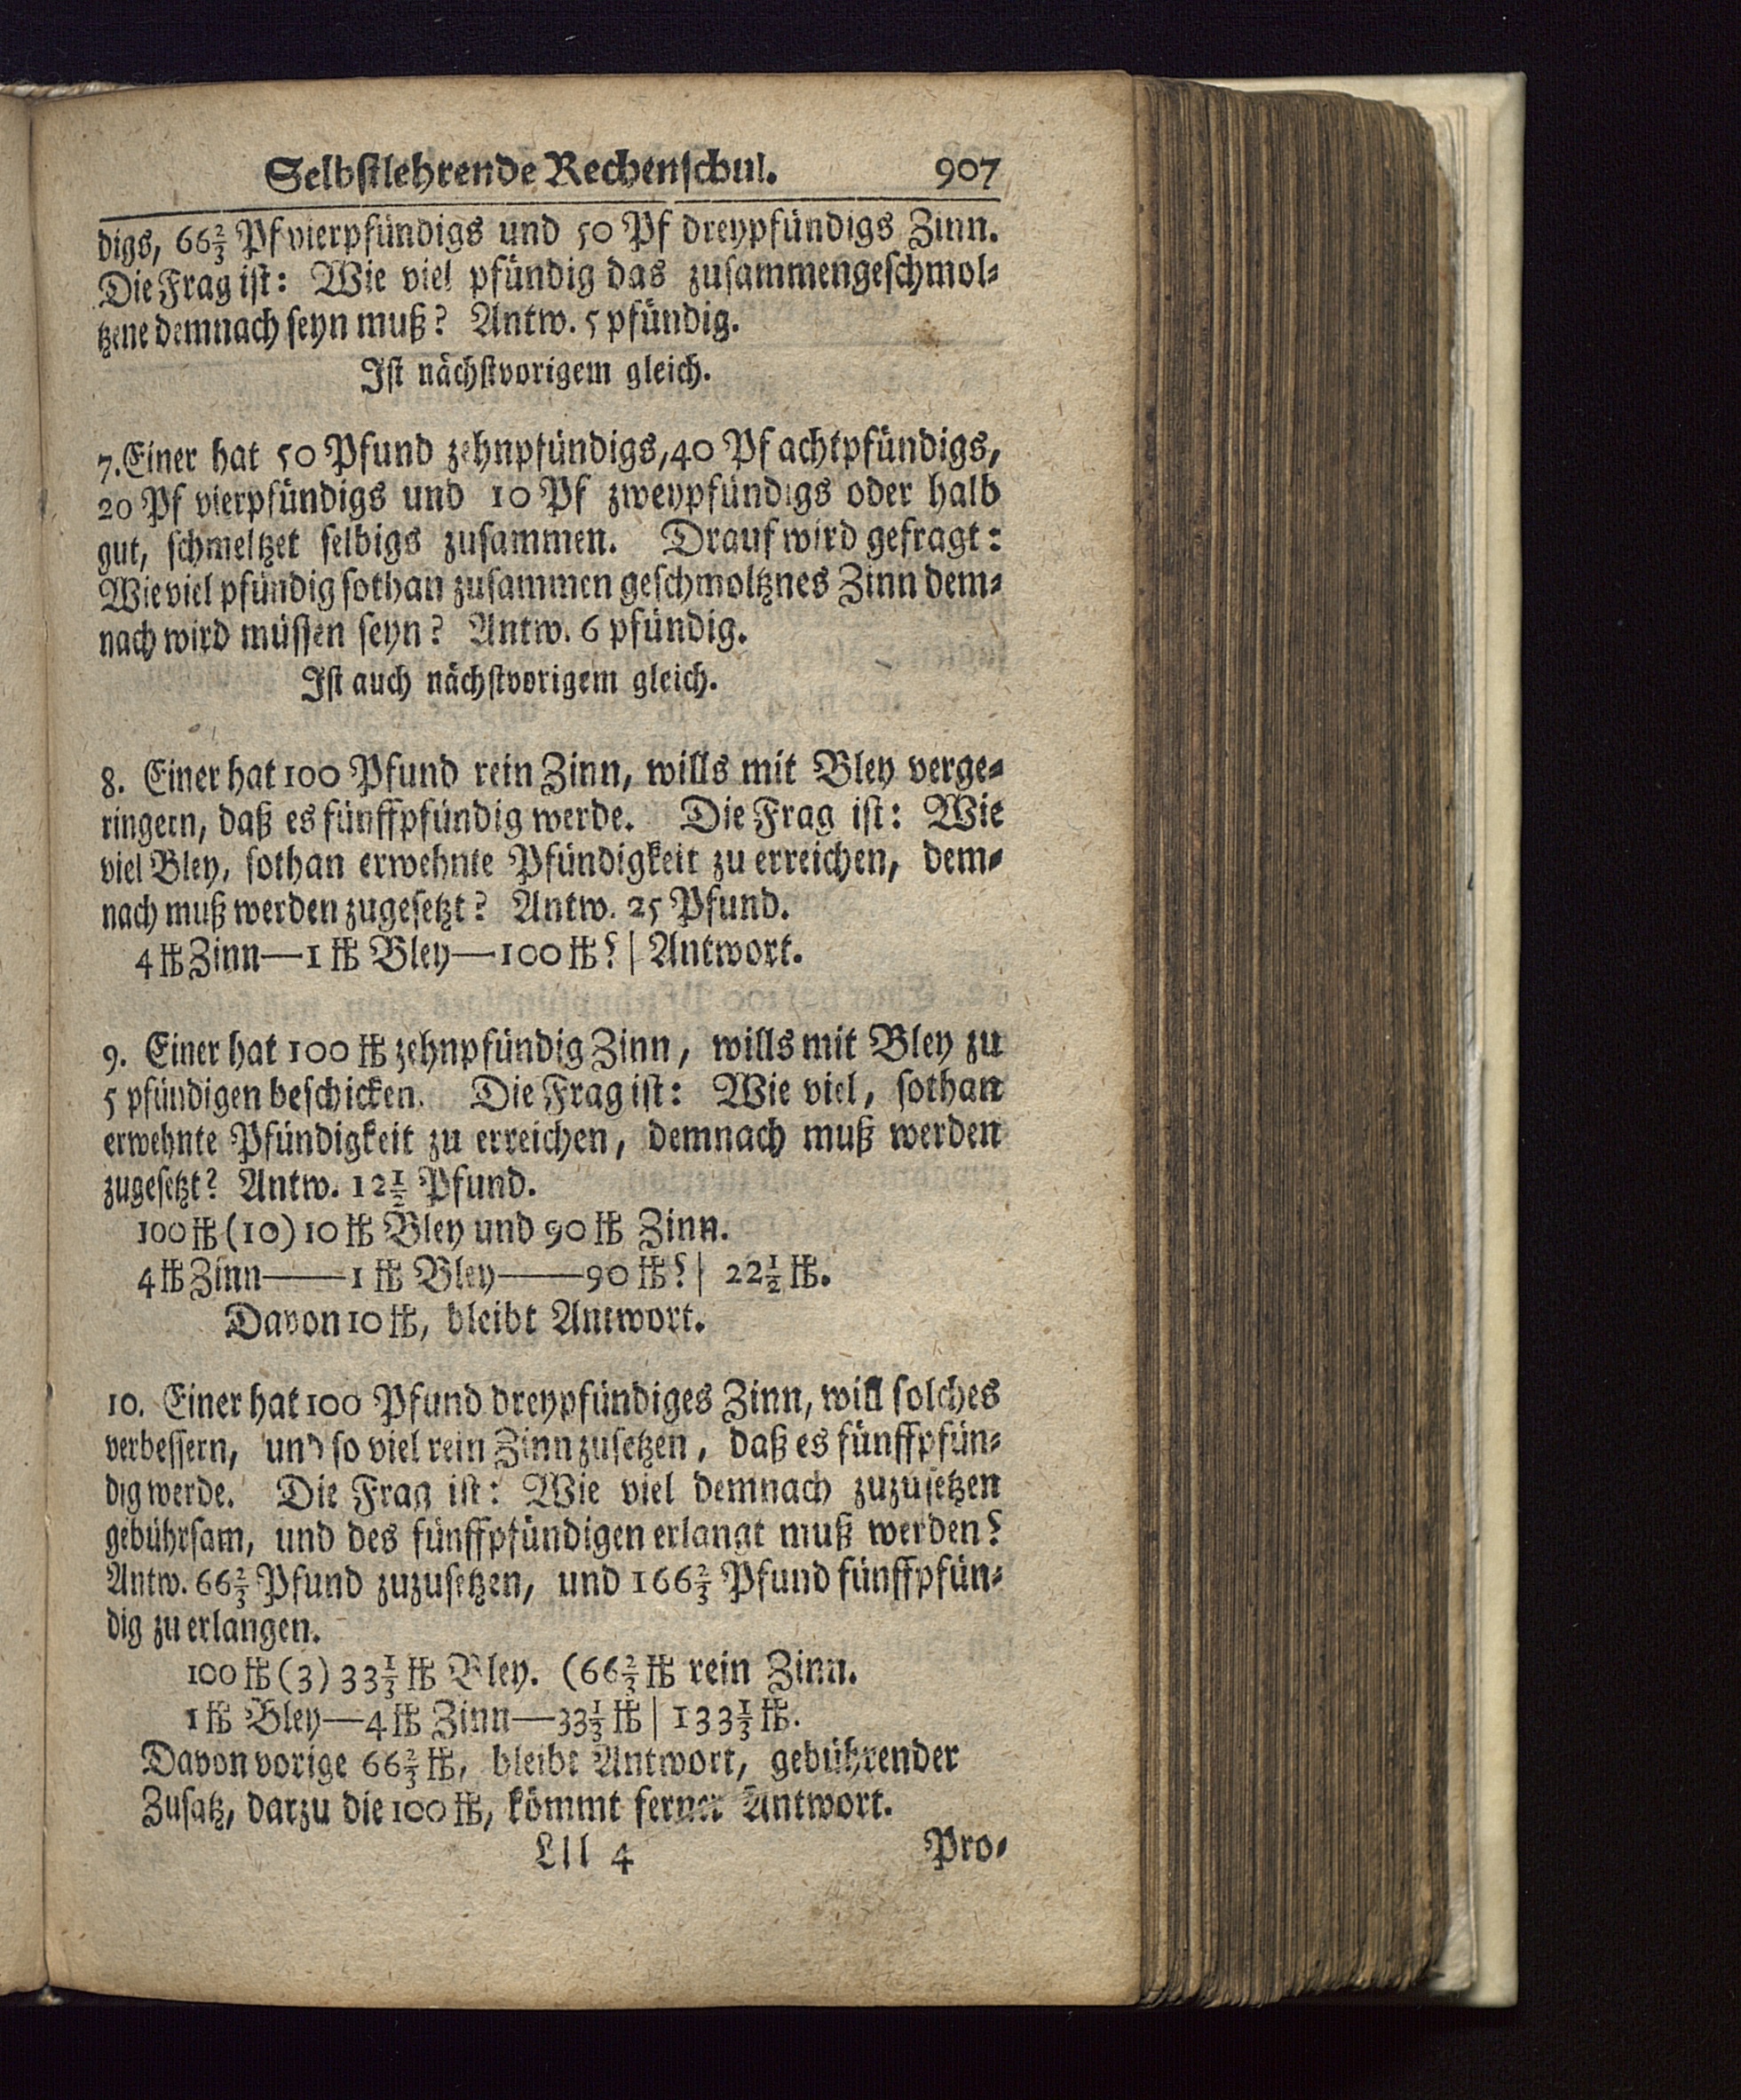 Selbstlehrende Rechenschul. 907
digs, 66⅔ Pf vierpfündigs und 50 Pf dreypfündigs Zinn.
Die Frag ist: Wie viel pfündig das zusammengeschmol-
tzene demnach seyn muß? Antw. 5 pfündig.
Ist nächstvorigem gleich.
7. Einer hat 50 Pfund zehnpfündigs, 40 Pf achtpfündigs,
20 Pf vierpfündigs und 10 Pf zweypfündigs oder halb
gut, schmeltzet selbigs zusammen. Drauf wird gefragt:
Wie viel pfündig sothan zusammen geschmoltznes Zinn dem-
nach wird müssen seyn? Antw. 6 pfündig.
Ist auch nächstvorigem gleich.
8. Einer hat 100 Pfund rein Zinn, wills mit Bley verge-
ringern, daß es fünffpfündig werde. Die Frag ist: Wie
viel Bley, sothan erwehnte Pfündigkeit zu erreichen, dem-
nach muß werden zugesetzt? Antw. 25 Pfund.
4 ℔ Zinn—1 ℔ Bley—100 ℔? | Antwort.
9. Einer hat 100 ℔ zehnpfündig Zinn, wills mit Bley zu
5 pfündigen beschicken. Die Frag ist: Wie viel, sothan
erwehnte Pfündigkeit zu erreichen, demnach muß werden
zugesetzt? Antw. 12½ Pfund.
100 ℔ (10) 10 ℔ Bley und 90 ℔ Zinn.
4 ℔ Zinn——1 ℔ Bley——90 ℔? | 22½ ℔.
Davon 10 ℔, bleibt Antwort.
10. Einer hat 100 Pfund dreypfündiges Zinn, will solches
verbessern, und so viel rein Zinn zusetzen, daß es fünffpfün-
dig werde. Die Frag ist: Wie viel demnach zuzusetzen
gebührsam, und des fünffpfündigen erlangt muß werden?
Antw. 66⅔ Pfund zuzusetzen, und 166⅔ Pfund fünffpfün-
dig zu erlangen.
100 ℔ (3) 33⅓ ℔ Bley. (66⅔ ℔ rein Zinn.
1 ℔ Bley—4 ℔ Zinn—33⅓ ℔ | 133⅓ ℔.
Davon vorige 66⅔ ℔, bleibt Antwort, gebührender
Zusatz, darzu die 100 ℔, kömmt ferner Antwort.
Lll 4 Pro-